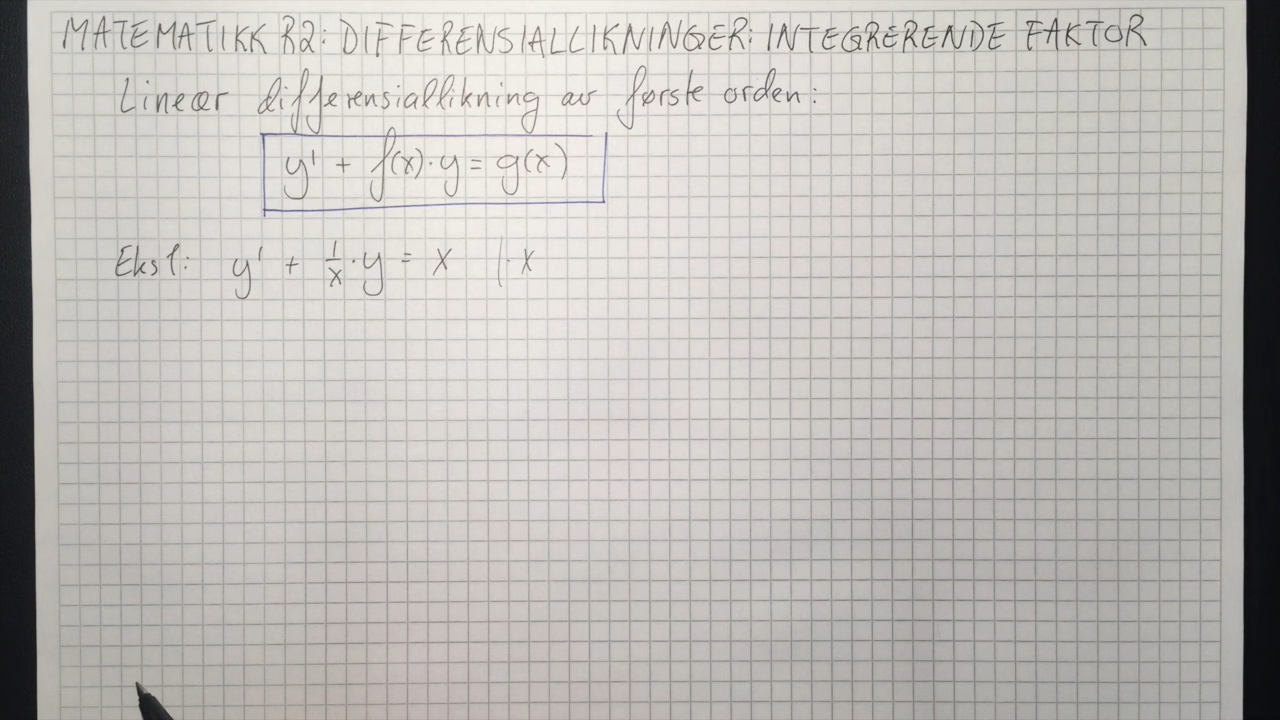 MATEMATIKK R2: DIFFERENSIALLIKNINGER: INTEGRERENDE FAKTOR
Lineær differensiallikning av første orden:
y' + f(x)·y = g(x)
Eks 1: y' + 1/x · y = x |· x